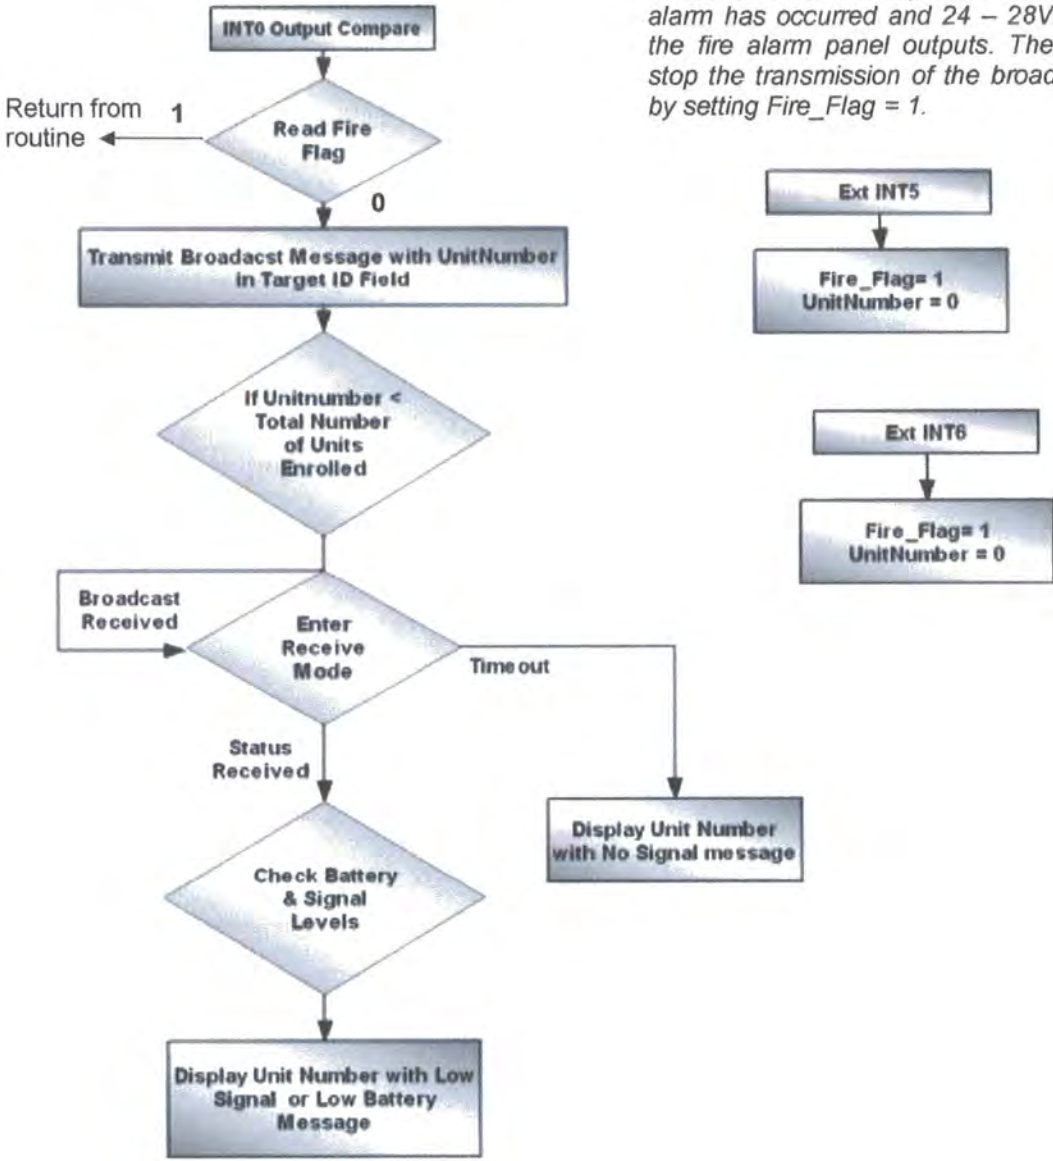 INT0 Output Compare
alarm has occurred and 24 – 28V
the fire alarm panel outputs. The
stop the transmission of the broad
by setting Fire_Flag = 1.
Return from
routine
1
Read Fire
Flag
0
Transmit Broadacst Message with UnitNumber
in Target ID Field
If Unitnumber <
Total Number
of Units
Enrolled
Broadcast
Received
Enter
Receive
Mode
Timeout
Status
Received
Display Unit Number
with No Signal message
Check Battery
& Signal
Levels
Display Unit Number with Low
Signal or Low Battery
Message
Ext INT5
Fire_Flag= 1
UnitNumber = 0
Ext INT6
Fire_Flag= 1
UnitNumber = 0